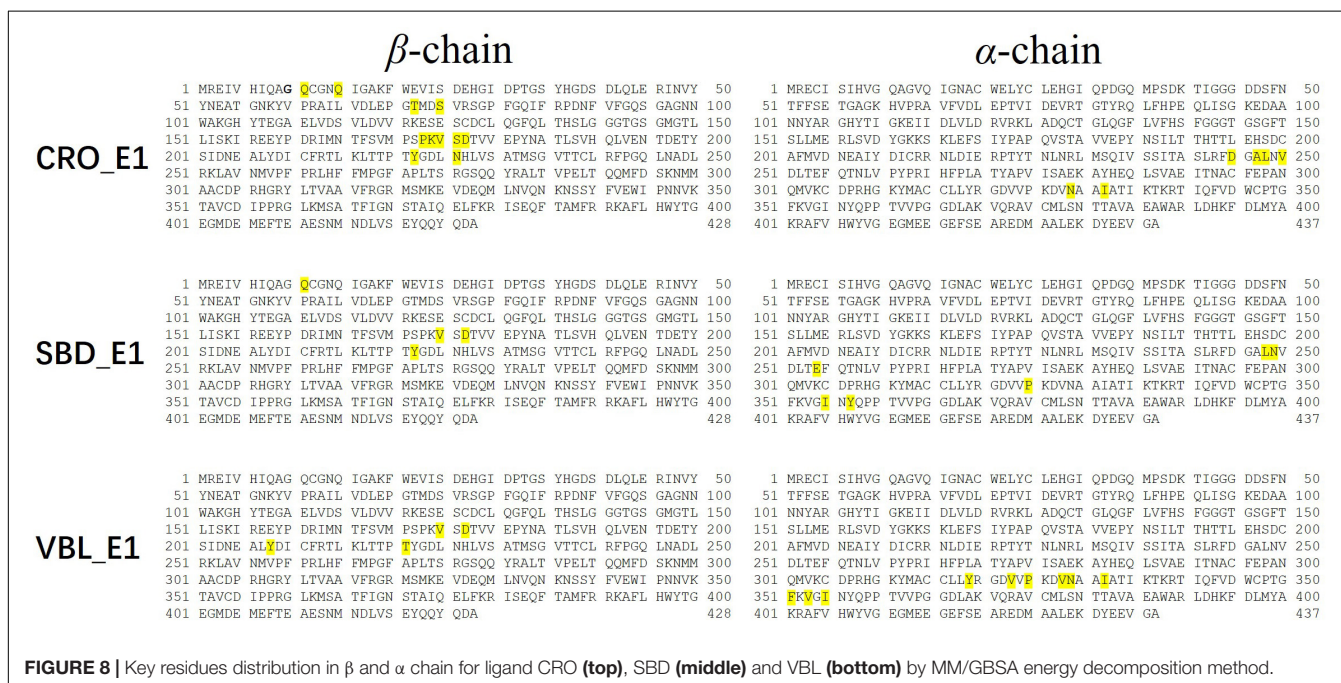 β-chain α-chain
CRO_E1
1 MREIV HIQAG QCGNQ IGAKF WEVIS DEHGI DPTGS YHGDS DLQLE RINVY 50
51 YNEAT GNKYV PRAIL VDLEP GTMDS VRSGP FGQIF RPDNF VFGQS GAGNN 100
101 WAKGH YTEGA ELVDS VLDVV RKESE SCDCL QGFQL THSLG GGTGS GMGTL 150
151 LISKI REEYP DRIMN TFSVM PSPKV SDTVV EPYNA TLSVH QLVEN TDETY 200
201 SIDNE ALYDI CFRTL KLTTP TYGDL NHLVS ATMSG VTTCL RFPGQ LNADL 250
251 RKLAV NMVPF PRLHF FMPGF APLTS RGSQQ YRALT VPELT QQMFD SKNMM 300
301 AACDP RHGRY LTVAA VFRGR MSMKE VDEQM LNVQN KNSSY FVEWI PNNVK 350
351 TAVCD IPPRG LKMSA TFIGN STAIQ ELFKR ISEQF TAMFR RKAFL HWYTG 400
401 EGMDE MEFTE AESNM NDLVS EYQQY QDA 428
1 MRECI SIHVG QAGVQ IGNAC WELYC LEHGI QPDGQ MPSDK TIGGG DDSFN 50
51 TFFSE TGAGK HVPRA VFVDL EPTVI DEVRT GTYRQ LFHPE QLISG KEDAA 100
101 NNYAR GHYTI GKEII DLVLD RVRKL ADQCT GLQFL VFHS FGGGT GSGFT 150
151 SLLME RLSVD YGKKS KLEFS IYPAP QVSTA VVEPY NSILT THTTL EHSDC 200
201 AFMVD NEAIY DICRR NLDIE RPTYT NLNRL MSQIV SSITA SLRFD GALNV 250
251 DLTEF QTNLV PYPRI HFPLA TYAPV ISAEK AYHEQ LSVAE ITNAC FEPAN 300
301 QMVKC DPRHG KYMAC CLLYR GDVVP KDVNA AIATI KTKRT IQFVD WCPTG 350
351 FKVGI NYQPP TVVPG GDLAK VQRAV CMLSN TTAVA EAWAR LDHKF DLMYA 400
401 KRAFV HWYVG EGMEE GEFSE AREDM AALEK DYEEV GA 437
SBD_E1
1 MREIV HIQAG QCGNQ IGAKF WEVIS DEHGI DPTGS YHGDS DLQLE RINVY 50
51 YNEAT GNKYV PRAIL VDLEP GTMDS VRSGP FGQIF RPDNF VFGQS GAGNN 100
101 WAKGH YTEGA ELVDS VLDVV RKESE SCDCL QGFQL THSLG GGTGS GMGTL 150
151 LISKI REEYP DRIMN TFSVM PSPKV SDTVV EPYNA TLSVH QLVEN TDETY 200
201 SIDNE ALYDI CFRTL KLTTP TYGDL NHLVS ATMSG VTTCL RFPGQ LNADL 250
251 RKLAV NMVPF PRLHF FMPGF APLTS RGSQQ YRALT VPELT QQMFD SKNMM 300
301 AACDP RHGRY LTVAA VFRGR MSMKE VDEQM LNVQN KNSSY FVEWI PNNVK 350
351 TAVCD IPPRG LKMSA TFIGN STAIQ ELFKR ISEQF TAMFR RKAFL HWYTG 400
401 EGMDE MEFTE AESNM NDLVS EYQQY QDA 428
1 MRECI SIHVG QAGVQ IGNAC WELYC LEHGI QPDGQ MPSDK TIGGG DDSFN 50
51 TFFSE TGAGK HVPRA VFVDL EPTVI DEVRT GTYRQ LFHPE QLISG KEDAA 100
101 NNYAR GHYTI GKEII DLVLD RVRKL ADQCT GLQFL VFHS FGGGT GSGFT 150
151 SLLME RLSVD YGKKS KLEFS IYPAP QVSTA VVEPY NSILT THTTL EHSDC 200
201 AFMVD NEAIY DICRR NLDIE RPTYT NLNRL MSQIV SSITA SLRFD GALNV 250
251 DLTEF QTNLV PYPRI HFPLA TYAPV ISAEK AYHEQ LSVAE ITNAC FEPAN 300
301 QMVKC DPRHG KYMAC CLLYR GDVVP KDVNA AIATI KTKRT IQFVD WCPTG 350
351 FKVGI NYQPP TVVPG GDLAK VQRAV CMLSN TTAVA EAWAR LDHKF DLMYA 400
401 KRAFV HWYVG EGMEE GEFSE AREDM AALEK DYEEV GA 437
VBL_E1
1 MREIV HIQAG QCGNQ IGAKF WEVIS DEHGI DPTGS YHGDS DLQLE RINVY 50
51 YNEAT GNKYV PRAIL VDLEP GTMDS VRSGP FGQIF RPDNF VFGQS GAGNN 100
101 WAKGH YTEGA ELVDS VLDVV RKESE SCDCL QGFQL THSLG GGTGS GMGTL 150
151 LISKI REEYP DRIMN TFSVM PSPKV SDTVV EPYNA TLSVH QLVEN TDETY 200
201 SIDNE ALYDI CFRTL KLTTP TYGDL NHLVS ATMSG VTTCL RFPGQ LNADL 250
251 RKLAV NMVPF PRLHF FMPGF APLTS RGSQQ YRALT VPELT QQMFD SKNMM 300
301 AACDP RHGRY LTVAA VFRGR MSMKE VDEQM LNVQN KNSSY FVEWI PNNVK 350
351 TAVCD IPPRG LKMSA TFIGN STAIQ ELFKR ISEQF TAMFR RKAFL HWYTG 400
401 EGMDE MEFTE AESNM NDLVS EYQQY QDA 428
1 MRECI SIHVG QAGVQ IGNAC WELYC LEHGI QPDGQ MPSDK TIGGG DDSFN 50
51 TFFSE TGAGK HVPRA VFVDL EPTVI DEVRT GTYRQ LFHPE QLISG KEDAA 100
101 NNYAR GHYTI GKEII DLVLD RVRKL ADQCT GLQFL VFHS FGGGT GSGFT 150
151 SLLME RLSVD YGKKS KLEFS IYPAP QVSTA VVEPY NSILT THTTL EHSDC 200
201 AFMVD NEAIY DICRR NLDIE RPTYT NLNRL MSQIV SSITA SLRFD GALNV 250
251 DLTEF QTNLV PYPRI HFPLA TYAPV ISAEK AYHEQ LSVAE ITNAC FEPAN 300
301 QMVKC DPRHG KYMAC CLLYR GDVVP KDVNA AIATI KTKRT IQFVD WCPTG 350
351 FKVGI NYQPP TVVPG GDLAK VQRAV CMLSN TTAVA EAWAR LDHKF DLMYA 400
401 KRAFV HWYVG EGMEE GEFSE AREDM AALEK DYEEV GA 437
FIGURE 8 | Key residues distribution in β and α chain for ligand CRO (top), SBD (middle) and VBL (bottom) by MM/GBSA energy decomposition method.